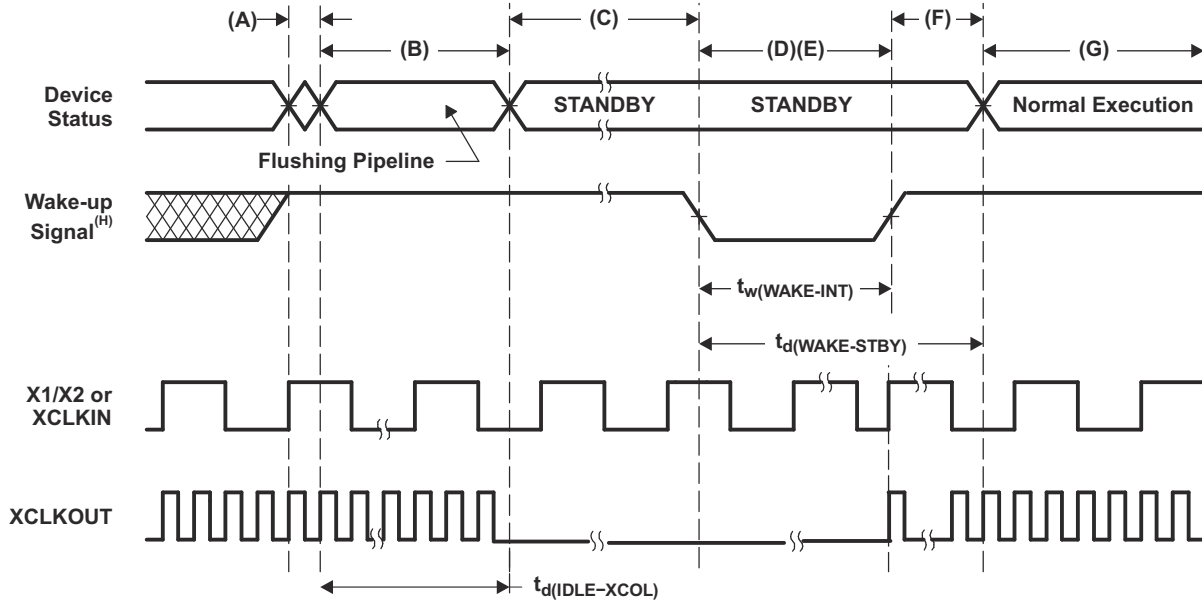 (A)
(C)
(F)
(B)
(D)(E)
(G)
Device
Status
STANDBY
STANDBY
Normal Execution
Flushing Pipeline
Wake-up
Signal(H)
tw(WAKE-INT)
td(WAKE-STBY)
X1/X2 or
XCLKIN
XCLKOUT
td(IDLE−XCOL)